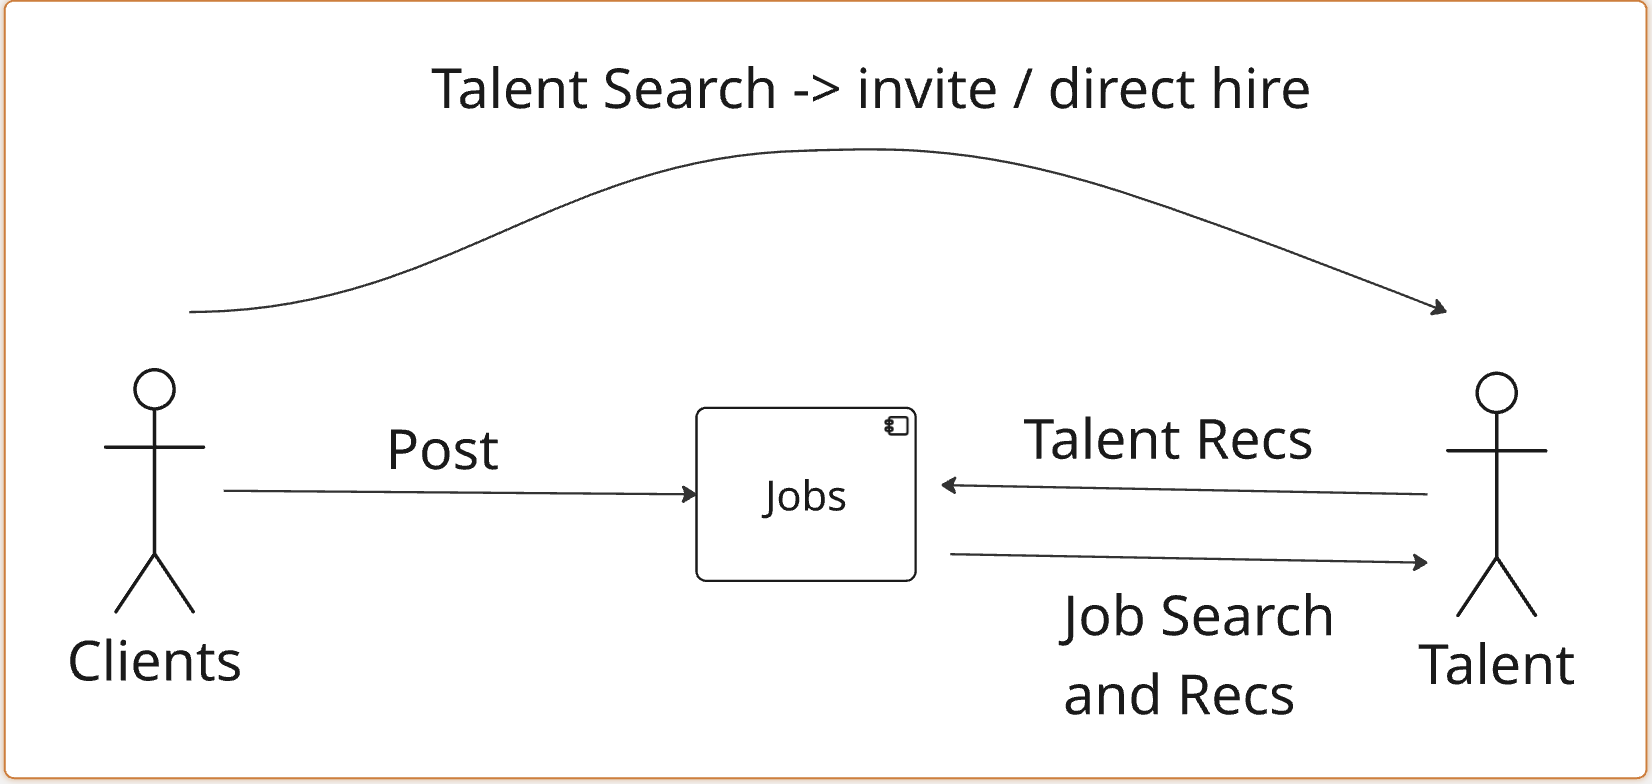 Talent Search -> invite / direct hire
Post
Jobs
Talent Recs
Job Search
and Recs
Clients
Talent